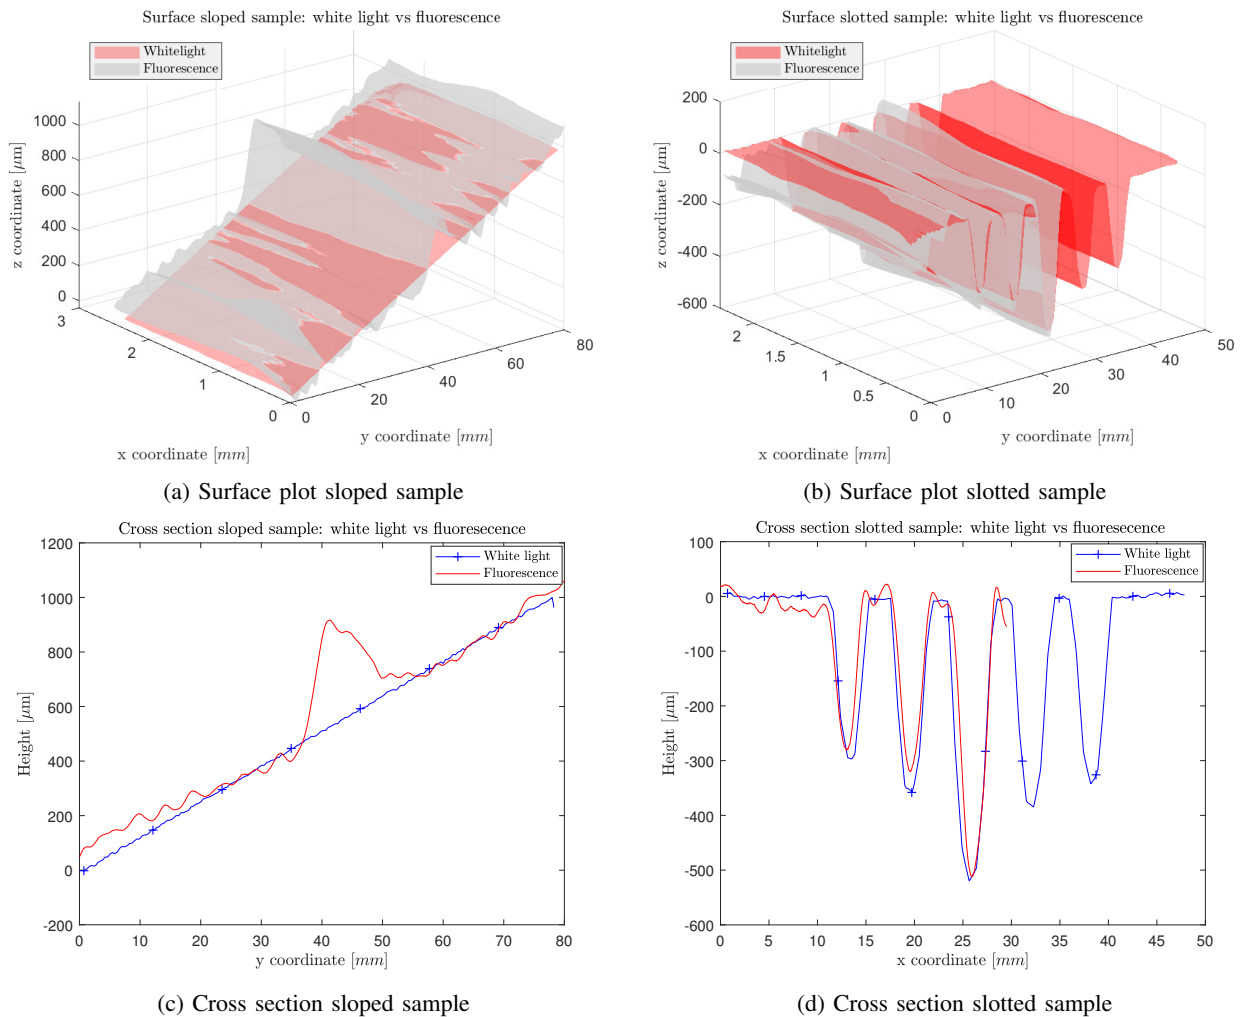 Surface sloped sample: white light vs fluorescence
Whitelight
Fluorescence
z coordinate [μm]
1000
800
600
400
200
0
3
2
1
0
0
20
40
60
80
x coordinate [mm]
y coordinate [mm]
(a) Surface plot sloped sample
Surface slotted sample: white light vs fluorescence
Whitelight
Fluorescence
z coordinate [μm]
200
0
-200
-400
-600
2
1.5
1
0.5
0
0
10
20
30
40
50
x coordinate [mm]
y coordinate [mm]
(b) Surface plot slotted sample
Cross section sloped sample: white light vs fluoresecence
White light
Fluorescence
Height [μm]
1200
1000
800
600
400
200
0
-200
0 10 20 30 40 50 60 70 80
y coordinate [mm]
(c) Cross section sloped sample
Cross section slotted sample: white light vs fluoresecence
White light
Fluorescence
Height [μm]
100
0
-100
-200
-300
-400
-500
-600
0 5 10 15 20 25 30 35 40 45 50
x coordinate [mm]
(d) Cross section slotted sample